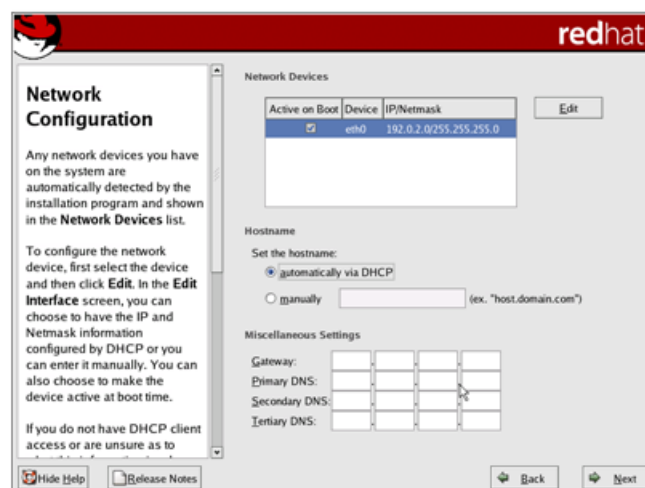 redhat
Network
Configuration
Any network devices you have
on the system are
automatically detected by the
installation program and shown
in the Network Devices list.
To configure the network
device, first select the device
and then click Edit. In the Edit
Interface screen, you can
choose to have the IP and
Netmask information
configured by DHCP or you
can enter it manually. You can
also choose to make the
device active at boot time.
If you do not have DHCP client
access or are unsure as to
Network Devices
Active on Boot Device IP/Netmask
eth0 192.0.2.0/255.255.255.0
Edit
Hostname
Set the hostname:
automatically via DHCP
manually (ex. "host.domain.com")
Miscellaneous Settings
Gateway:
Primary DNS:
Secondary DNS:
Tertiary DNS:
Hide Help Release Notes Back Next